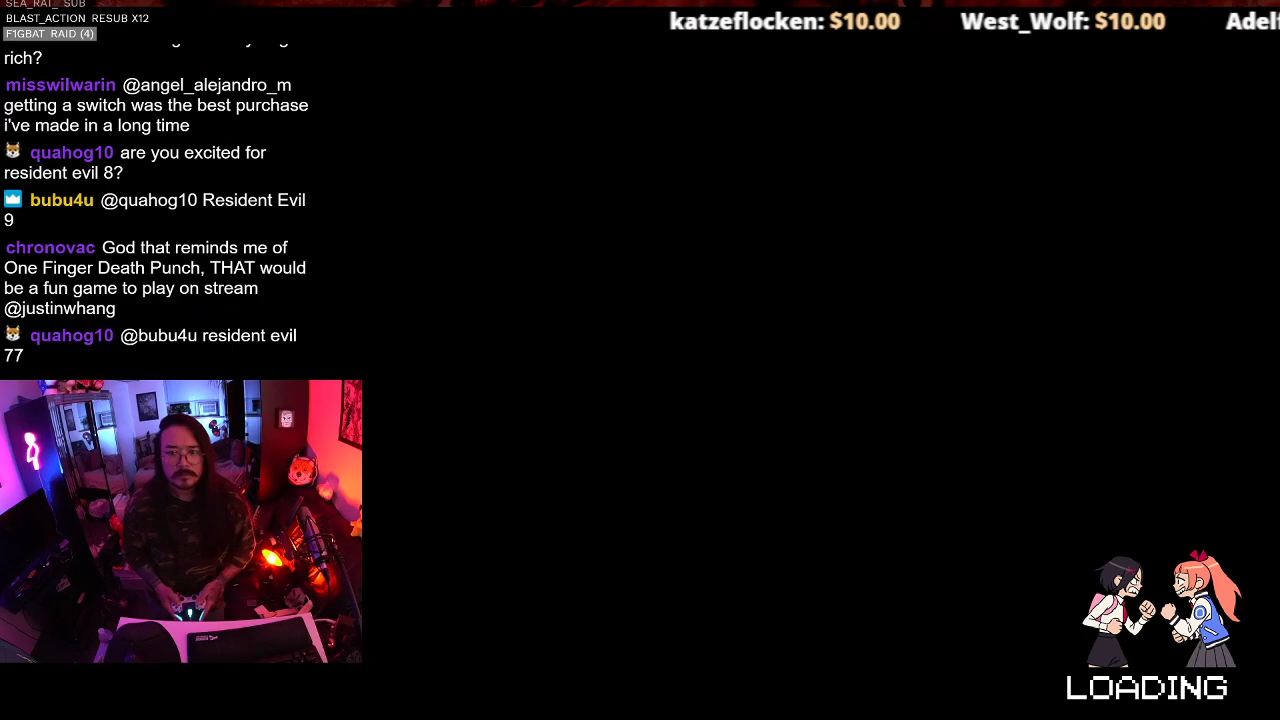 SEA_RAT_ SUB
BLAST_ACTION RESUB X12
F1GBAT_RAID (4)
katzeflocken: $10.00 West_Wolf: $10.00 Adelf
rich?
misswilwarin @angel_alejandro_m
getting a switch was the best purchase
i've made in a long time
quahog10 are you excited for
resident evil 8?
bubu4u @quahog10 Resident Evil
9
chronovac God that reminds me of
One Finger Death Punch, THAT would
be a fun game to play on stream
@justinwhang
quahog10 @bubu4u resident evil
77
LOADING